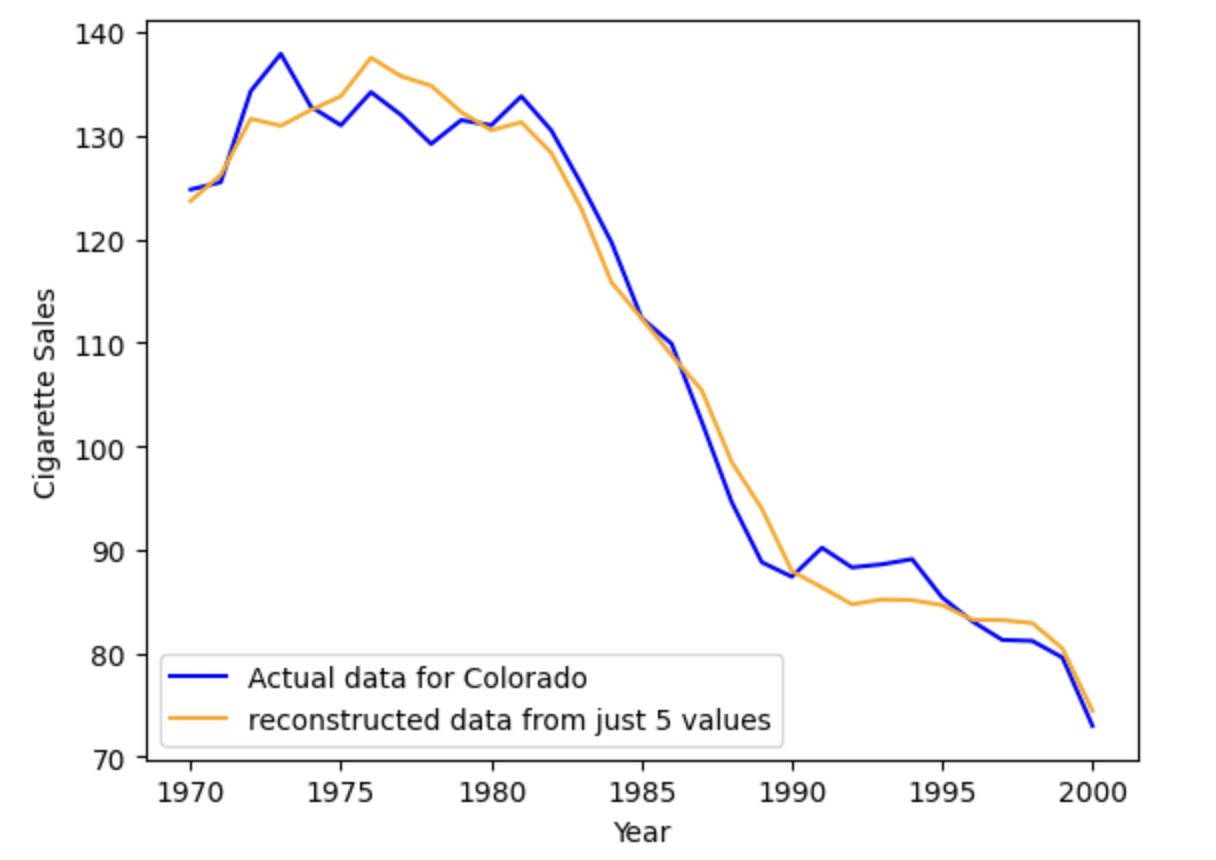 140
130
120
110
100
90
80
70
Cigarette Sales
Actual data for Colorado
reconstructed data from just 5 values
1970 1975 1980 1985 1990 1995 2000
Year